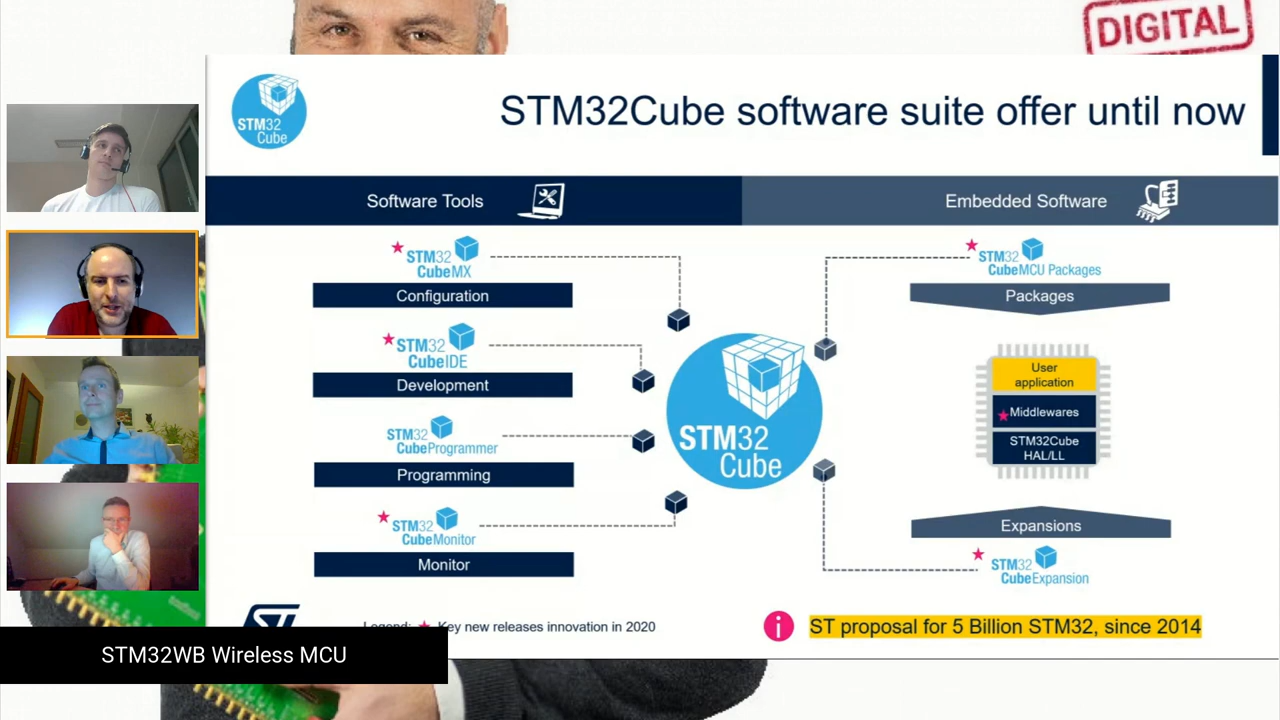 DIGITAL
STM32
Cube
STM32Cube software suite offer until now
Software Tools
Embedded Software
STM32
CubeMX
Configuration
STM32
CubeIDE
Development
STM32
CubeProgrammer
Programming
STM32
CubeMonitor
Monitor
STM32
Cube
STM32
CubeMCU Packages
Packages
User
application
Middlewares
STM32Cube
HAL/LL
Expansions
STM32
CubeExpansion
ST
Legend: Key new releases innovation in 2020
i
ST proposal for 5 Billion STM32, since 2014
STM32WB Wireless MCU